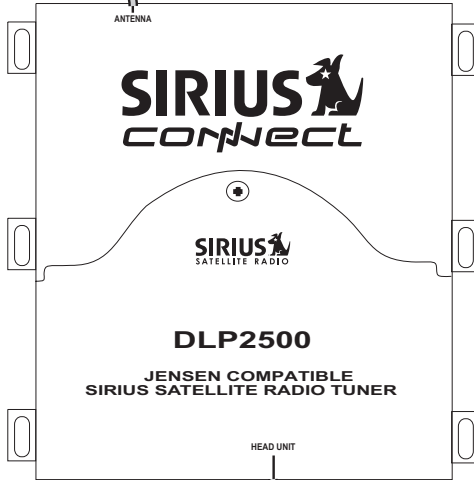 ANTENNA
SIRIUS
connect
SIRIUS
SATELLITE RADIO
DLP2500
JENSEN COMPATIBLE
SIRIUS SATELLITE RADIO TUNER
HEAD UNIT